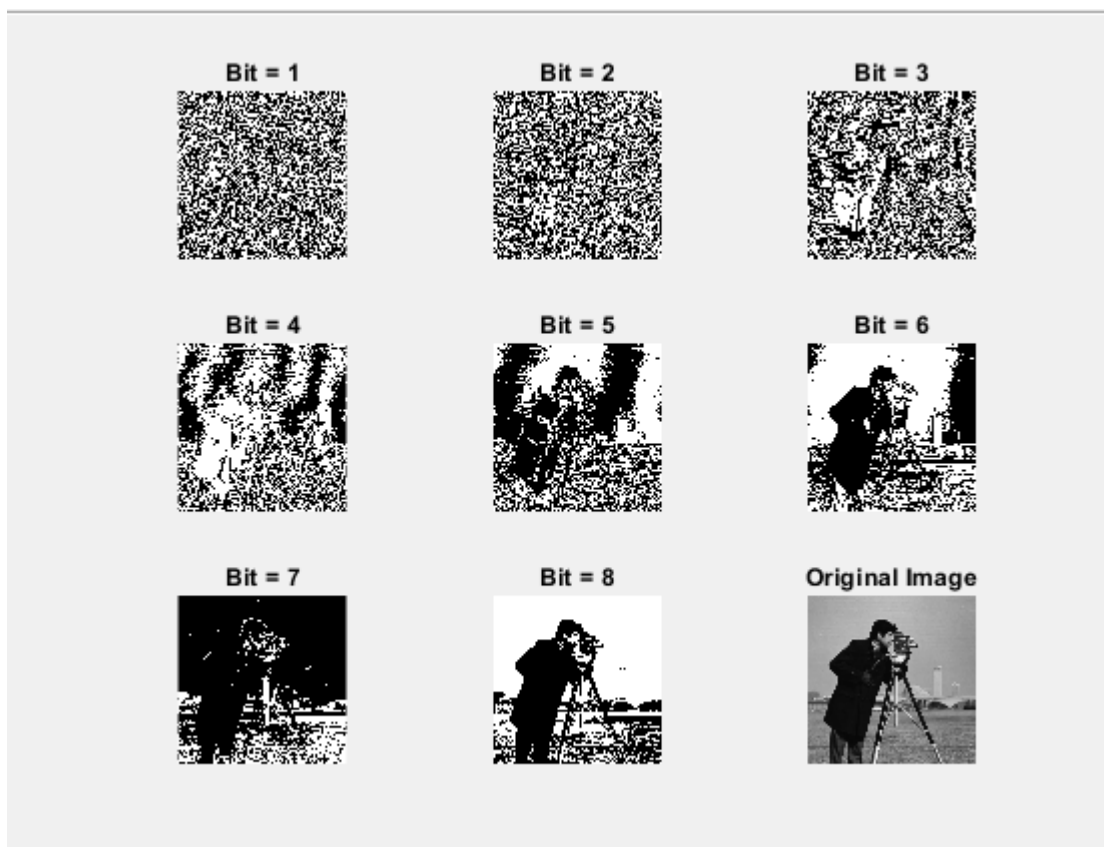 Bit = 1
Bit = 2
Bit = 3
Bit = 4
Bit = 5
Bit = 6
Bit = 7
Bit = 8
Original Image